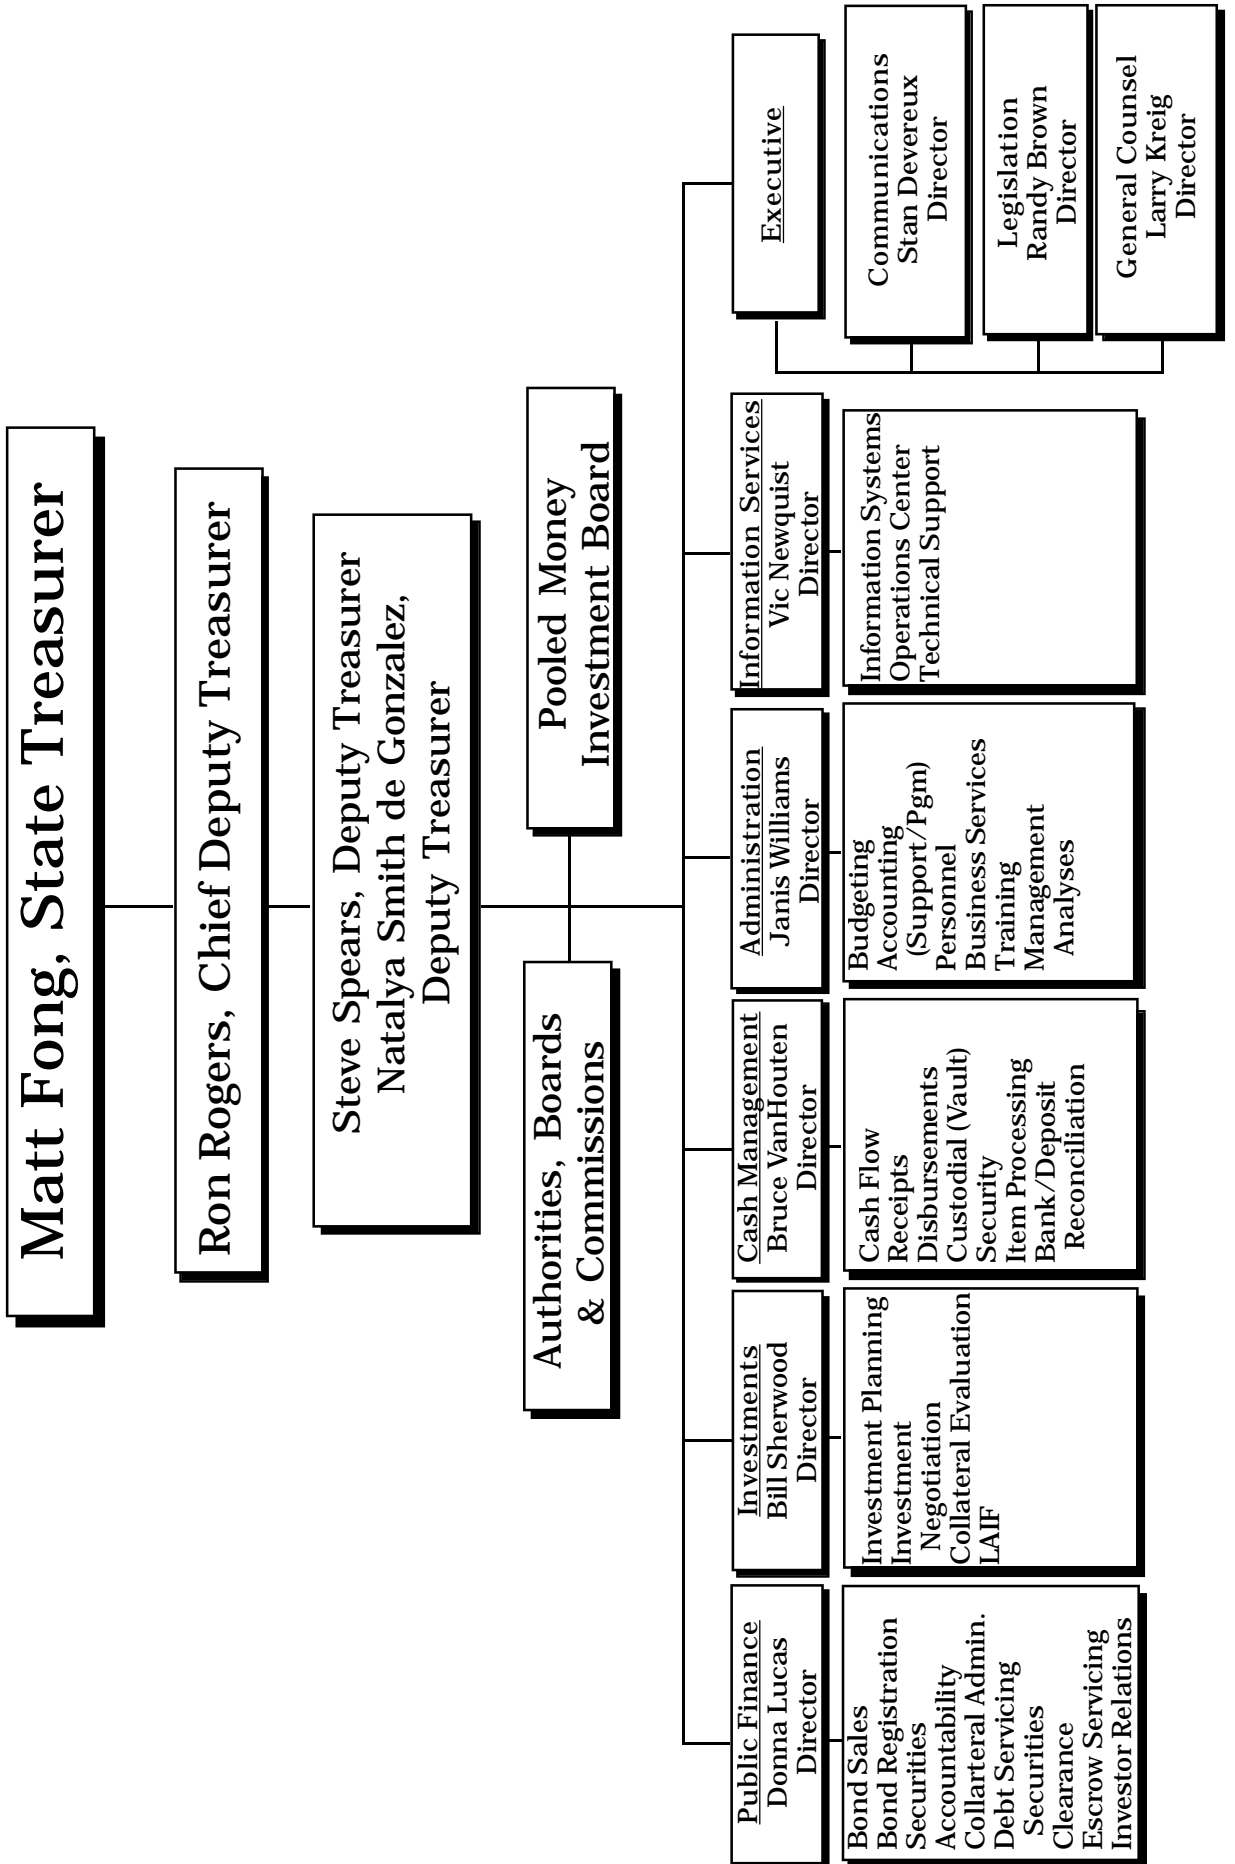 Matt Fong, State Treasurer
Ron Rogers, Chief Deputy Treasurer
Steve Spears, Deputy Treasurer
Natalya Smith de Gonzalez,
Deputy Treasurer
Authorities, Boards
& Commissions
Pooled Money
Investment Board
Public Finance
Donna Lucas
Director
Bond Sales
Bond Registration
Securities
Accountability
Collarteral Admin.
Debt Servicing
Securities
Clearance
Escrow Servicing
Investor Relations
Investments
Bill Sherwood
Director
Investment Planning
Investment
Negotiation
Collateral Evaluation
LAIF
Cash Management
Bruce VanHouten
Director
Cash Flow
Receipts
Disbursements
Custodial (Vault)
Security
Item Processing
Bank/Deposit
Reconciliation
Administration
Janis Williams
Director
Budgeting
Accounting
(Support/Pgm)
Personnel
Business Services
Training
Management
Analyses
Information Services
Vic Newquist
Director
Information Systems
Operations Center
Technical Support
Executive
Communications
Stan Devereux
Director
Legislation
Randy Brown
Director
General Counsel
Larry Kreig
Director